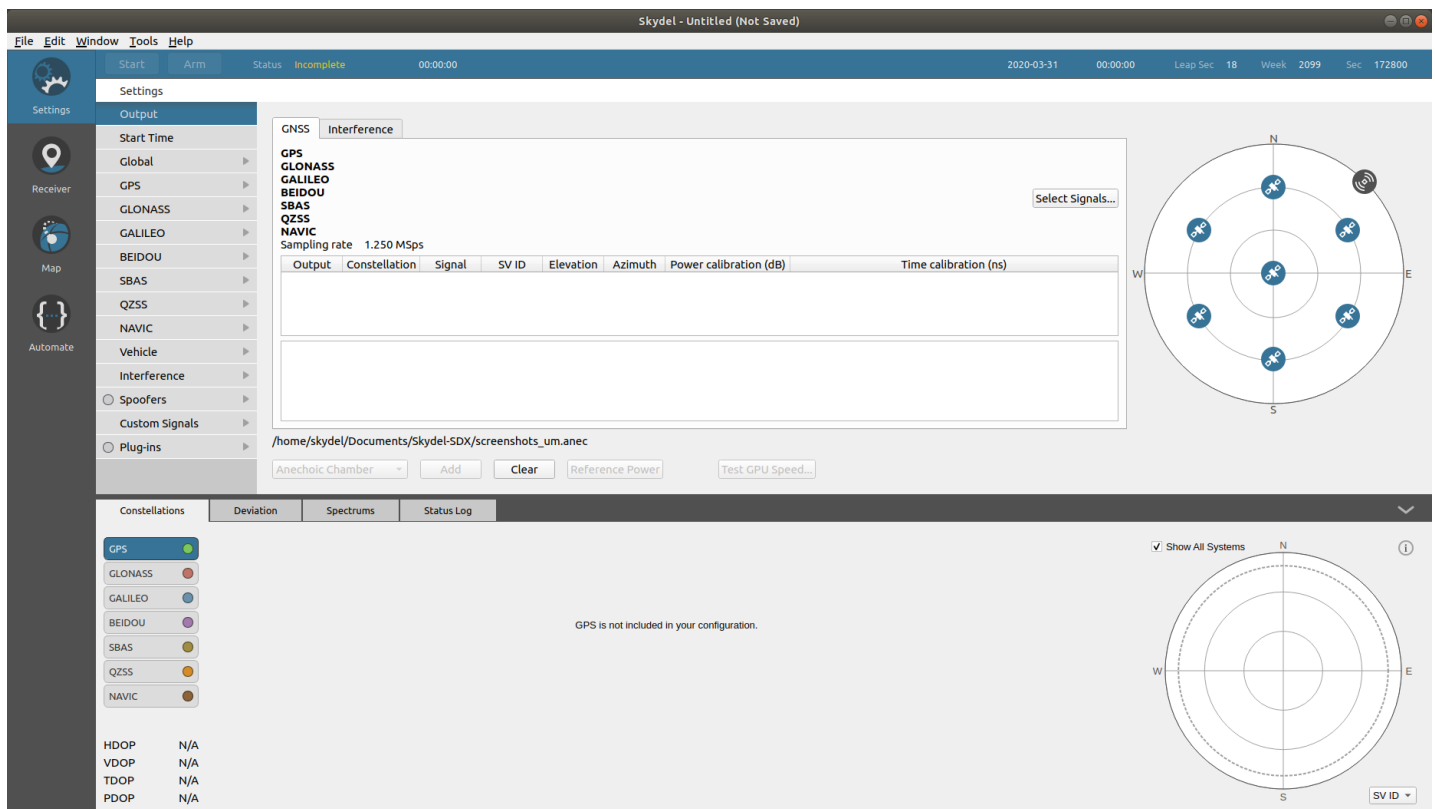 Skydel - Untitled (Not Saved)
File Edit Window Tools Help
Start Arm Status Incomplete 00:00:00 2020-03-31 00:00:00 Leap Sec 18 Week 2099 Sec 172800
Settings
Receiver
Map
Automate
Settings
Output
Start Time
Global
GPS
GLONASS
GALILEO
BEIDOU
SBAS
QZSS
NAVIC
Vehicle
Interference
Spoofers
Custom Signals
Plug-ins
GNSS Interference
GPS
GLONASS
GALILEO
BEIDOU
SBAS
QZSS
NAVIC
Sampling rate 1.250 MSps
Select Signals...
Output Constellation Signal SV ID Elevation Azimuth Power calibration (dB) Time calibration (ns)
/home/skydel/Documents/Skydel-SDX/screenshots_um.anec
Anechoic Chamber Add Clear Reference Power Test GPU Speed...
N
W E
S
Constellations Deviation Spectrums Status Log
GPS
GLONASS
GALILEO
BEIDOU
SBAS
QZSS
NAVIC
HDOP N/A
VDOP N/A
TDOP N/A
PDOP N/A
GPS is not included in your configuration.
Show All Systems
N
W E
S
SV ID